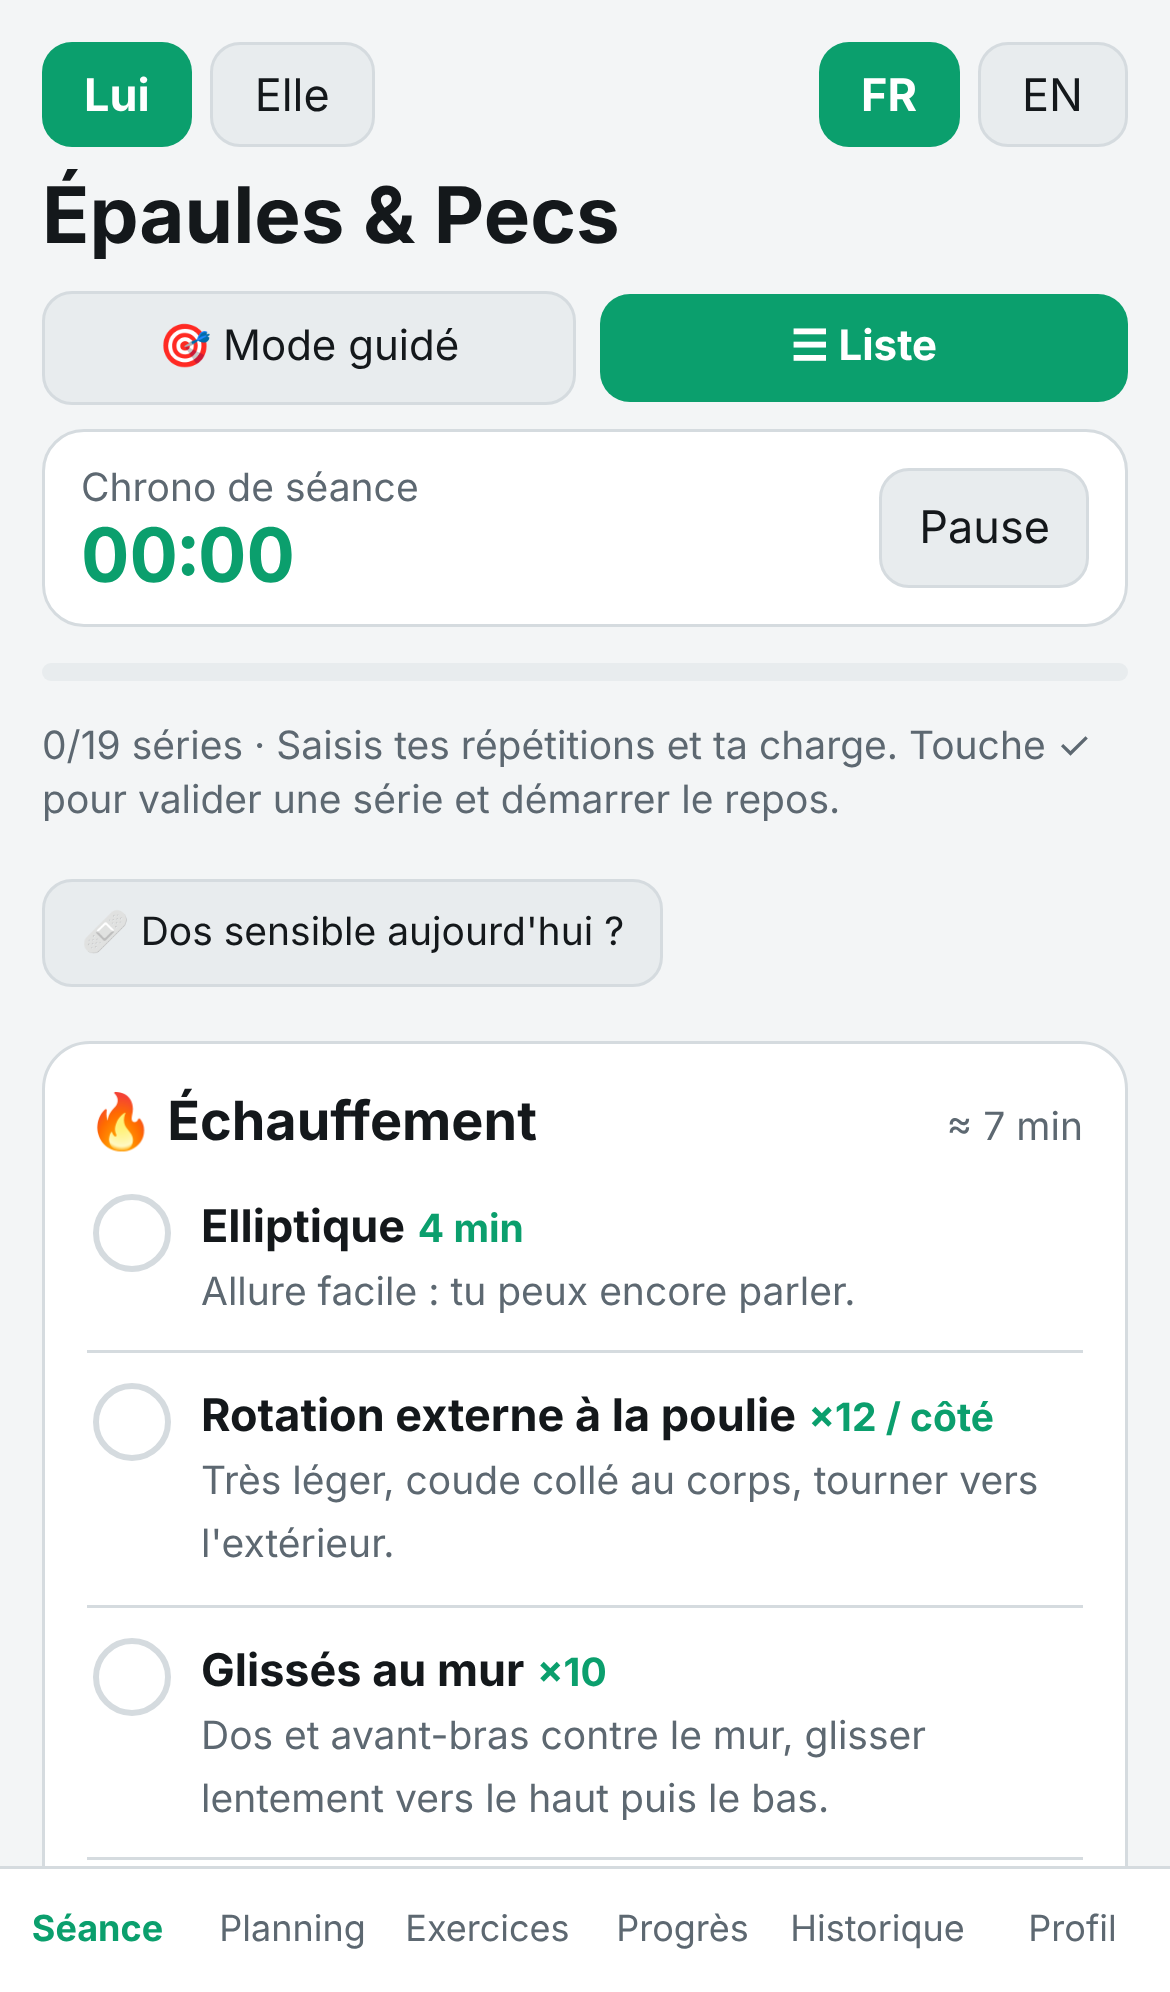 Lui Elle FR EN
Épaules & Pecs
🎯 Mode guidé ☰ Liste
Chrono de séance
00:00
Pause
0/19 séries · Saisis tes répétitions et ta charge. Touche ✓
pour valider une série et démarrer le repos.
🩹 Dos sensible aujourd'hui ?
🔥 Échauffement ≈ 7 min
Elliptique 4 min
Allure facile : tu peux encore parler.
Rotation externe à la poulie ×12 / côté
Très léger, coude collé au corps, tourner vers
l'extérieur.
Glissés au mur ×10
Dos et avant-bras contre le mur, glisser
lentement vers le haut puis le bas.
Séance Planning Exercices Progrès Historique Profil